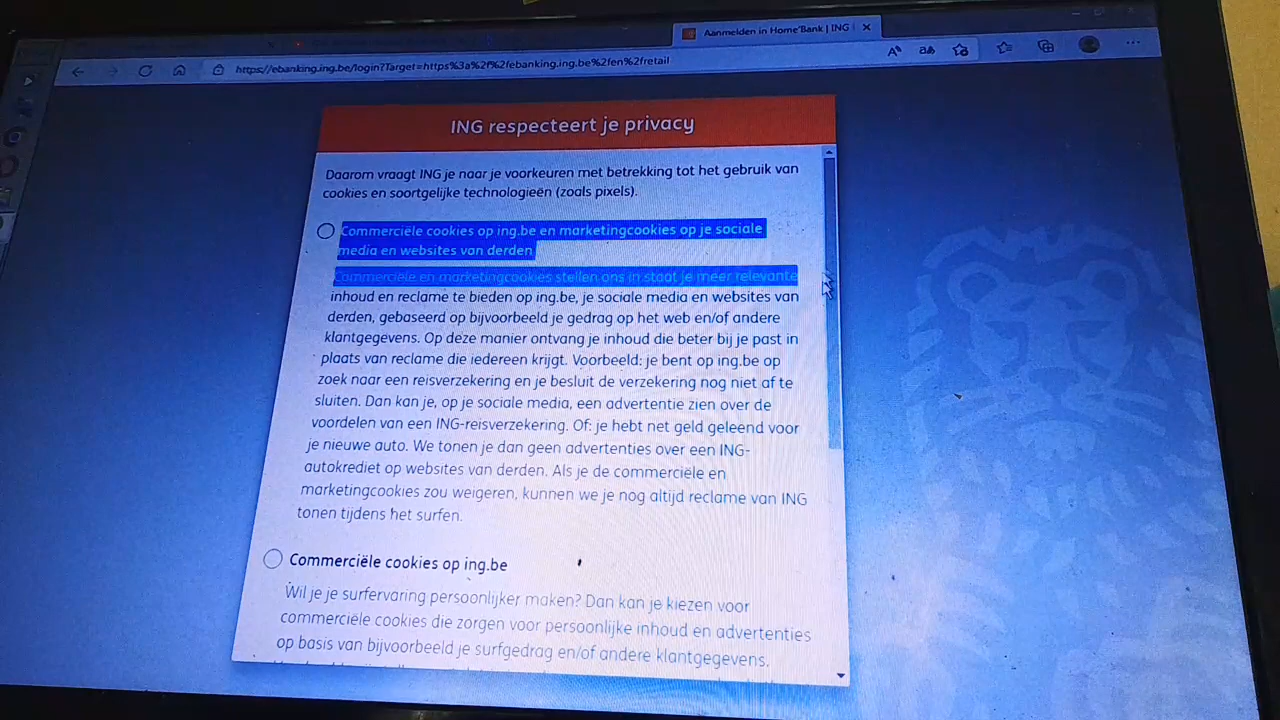 Aanmelden in Home'Bank | ING
https://ebanking.ing.be/login?Target=https%3a%2f%2febanking.ing.be%2fen%2fretail
ING respecteert je privacy
Daarom vraagt ING je naar je voorkeuren met betrekking tot het gebruik van
cookies en soortgelijke technologieën (zoals pixels).
Commerciële cookies op ing.be en marketingcookies op je sociale
media en websites van derden
Commerciële en marketingcookies stellen ons in staat je meer relevante
inhoud en reclame te bieden op ing.be, je sociale media en websites van
derden, gebaseerd op bijvoorbeeld je gedrag op het web en/of andere
klantgegevens. Op deze manier ontvang je inhoud die beter bij je past in
plaats van reclame die iedereen krijgt. Voorbeeld: je bent op ing.be op
zoek naar een reisverzekering en je besluit de verzekering nog niet af te
sluiten. Dan kan je, op je sociale media, een advertentie zien over de
voordelen van een ING-reisverzekering. Of: je hebt net geld geleend voor
je nieuwe auto. We tonen je dan geen advertenties over een ING-
autokrediet op websites van derden. Als je de commerciële en
marketingcookies zou weigeren, kunnen we je nog altijd reclame van ING
tonen tijdens het surfen.
Commerciële cookies op ing.be
Wil je je surfervaring persoonlijker maken? Dan kan je kiezen voor
commerciële cookies die zorgen voor persoonlijke inhoud en advertenties
op basis van bijvoorbeeld je surfgedrag en/of andere klantgegevens.